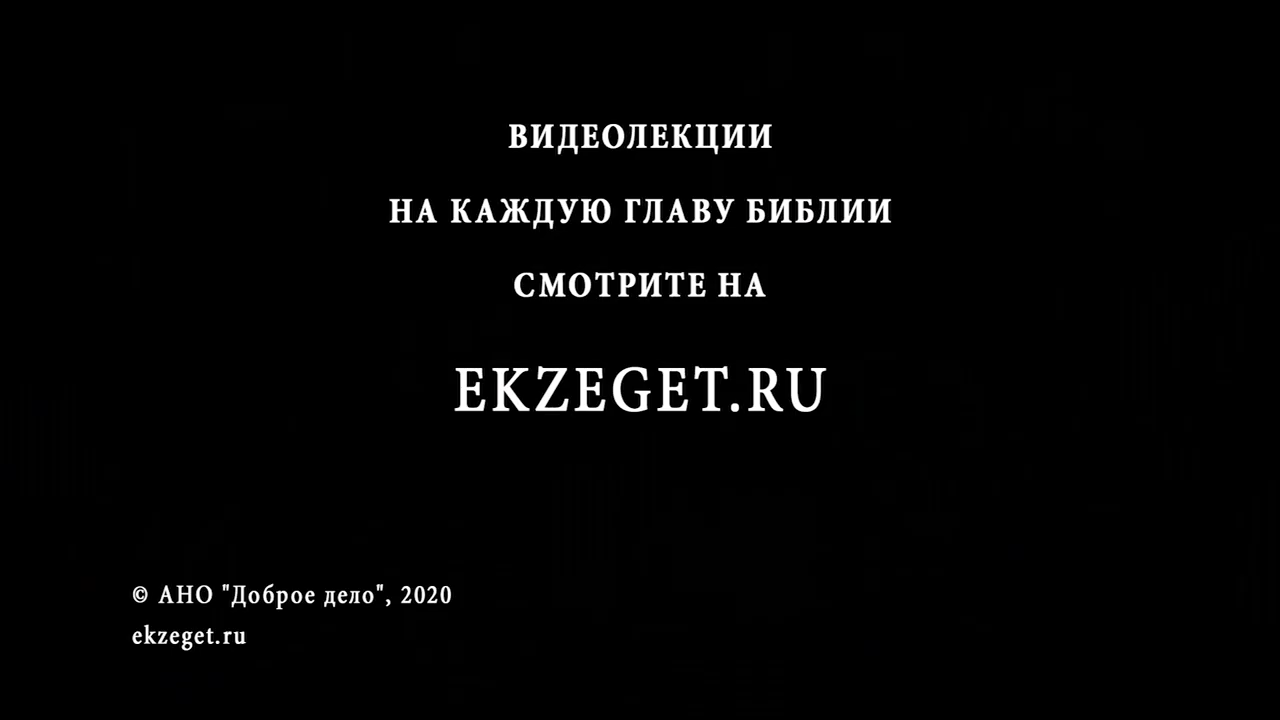 ВИДЕОЛЕКЦИИ
НА КАЖДУЮ ГЛАВУ БИБЛИИ
СМОТРИТЕ НА
EKZEGET.RU
© АНО "Доброе дело", 2020
ekzeget.ru